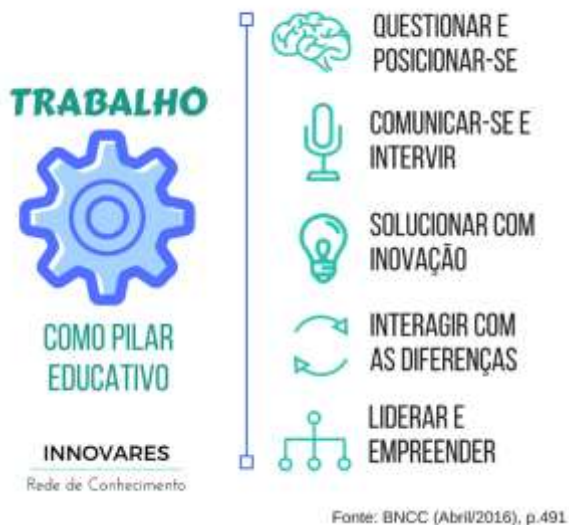 TRABALHO
COMO PILAR
EDUCATIVO
INNOVARES
Rede de Conhecimento
QUESTIONAR E
POSICIONAR-SE
COMUNICAR-SE E
INTERVIR
SOLUCIONAR COM
INOVAÇÃO
INTERAGIR COM
AS DIFERENÇAS
LIDERAR E
EMPREENDER
Fonte: BNCC (Abril/2016), p.491